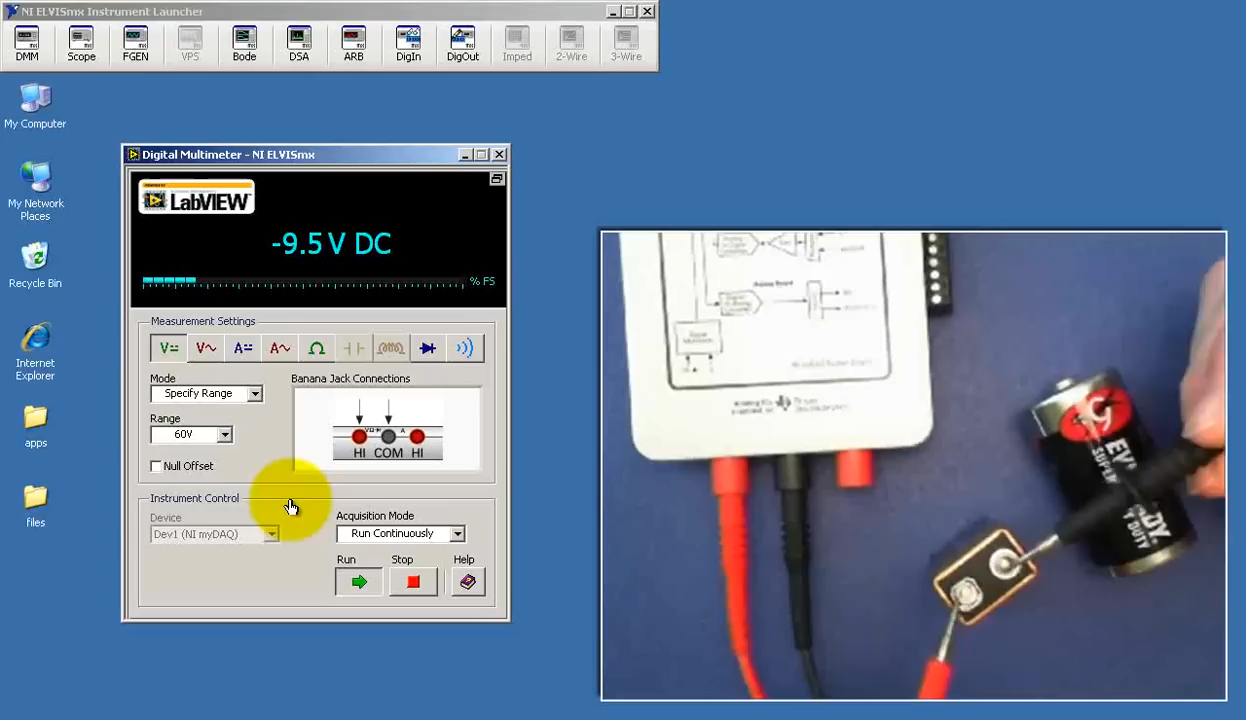 NI ELVISmx Instrument Launcher
DMM
Scope
FGEN
VPS
Bode
DSA
ARB
DigIn
DigOut
Imped
2-Wire
3-Wire
My Computer
My Network
Places
Recycle Bin
Internet
Explorer
apps
files
Digital Multimeter - NI ELVISmx
LabVIEW
-9.5 V DC
% FS
Measurement Settings
V
V
A
A
Ω
Mode
Specify Range
Range
60V
Null Offset
Banana Jack Connections
HI COM HI
Instrument Control
Device
Dev1 (NI myDAQ)
Acquisition Mode
Run Continuously
Run
Stop
Help
EV
SUPER